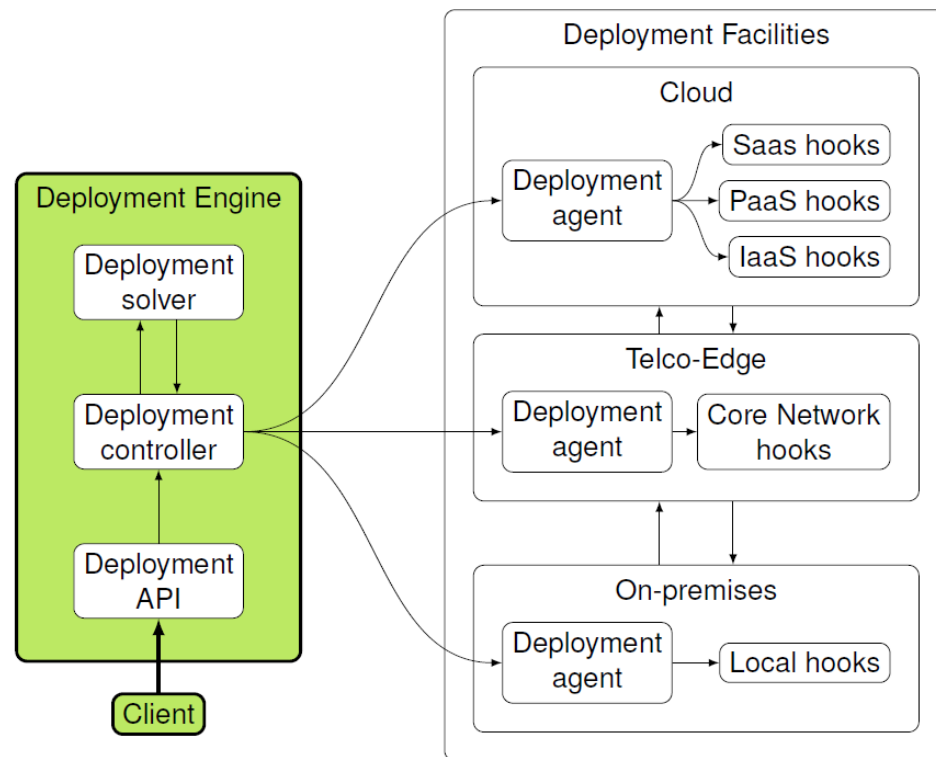 Deployment Facilities
Cloud
Deployment
agent
Saas hooks
PaaS hooks
IaaS hooks
Deployment Engine
Deployment
solver
Deployment
controller
Deployment
API
Client
Telco-Edge
Deployment
agent
Core Network
hooks
On-premises
Deployment
agent
Local hooks